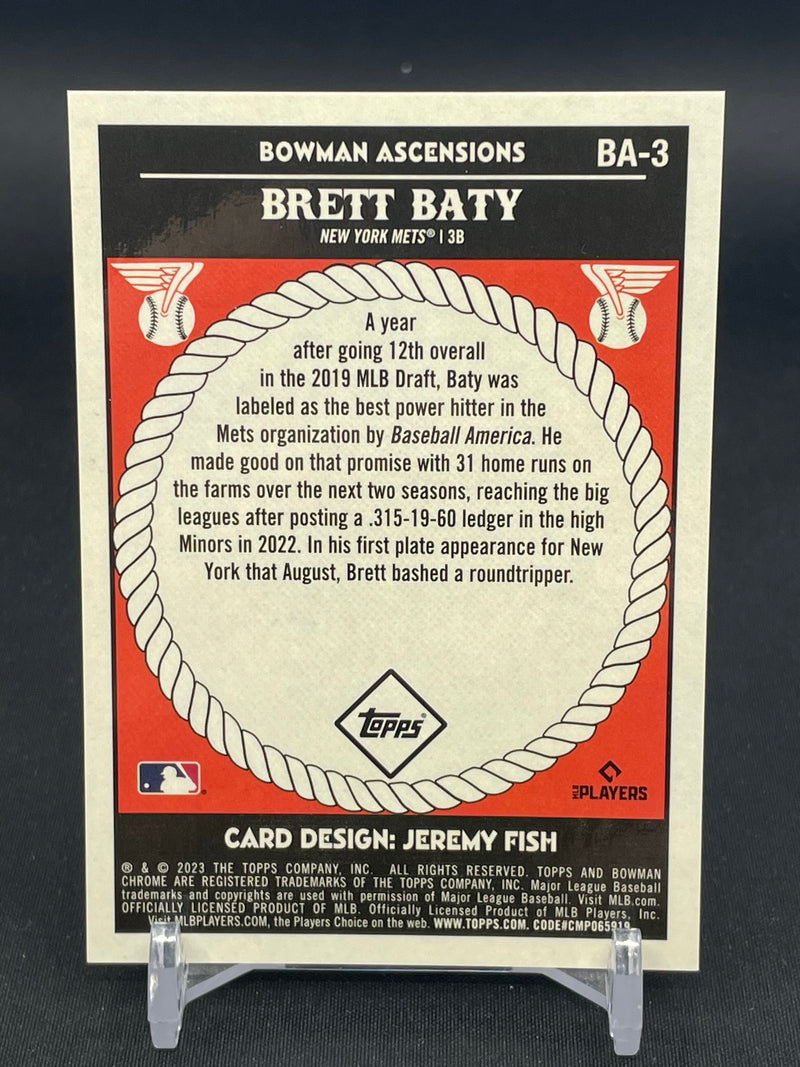 BOWMAN ASCENSIONS BA-3
BRETT BATY
NEW YORK METS® | 3B
A year
after going 12th overall
in the 2019 MLB Draft, Baty was
labeled as the best power hitter in the
Mets organization by Baseball America. He
made good on that promise with 31 home runs on
the farms over the next two seasons, reaching the big
leagues after posting a .315-19-60 ledger in the high
Minors in 2022. In his first plate appearance for New
York that August, Brett bashed a roundtripper.
Topps®
MLB PLAYERS
CARD DESIGN: JEREMY FISH
® & © 2023 THE TOPPS COMPANY, INC. ALL RIGHTS RESERVED. TOPPS AND BOWMAN
CHROME ARE REGISTERED TRADEMARKS OF THE TOPPS COMPANY, INC. Major League Baseball
trademarks and copyrights are used with permission of Major League Baseball. Visit MLB.com.
OFFICIALLY LICENSED PRODUCT OF MLB. Officially Licensed Product of MLB Players, Inc.
Visit MLBPLAYERS.COM, the Players Choice on the web. WWW.TOPPS.COM. CODE#CMP065919